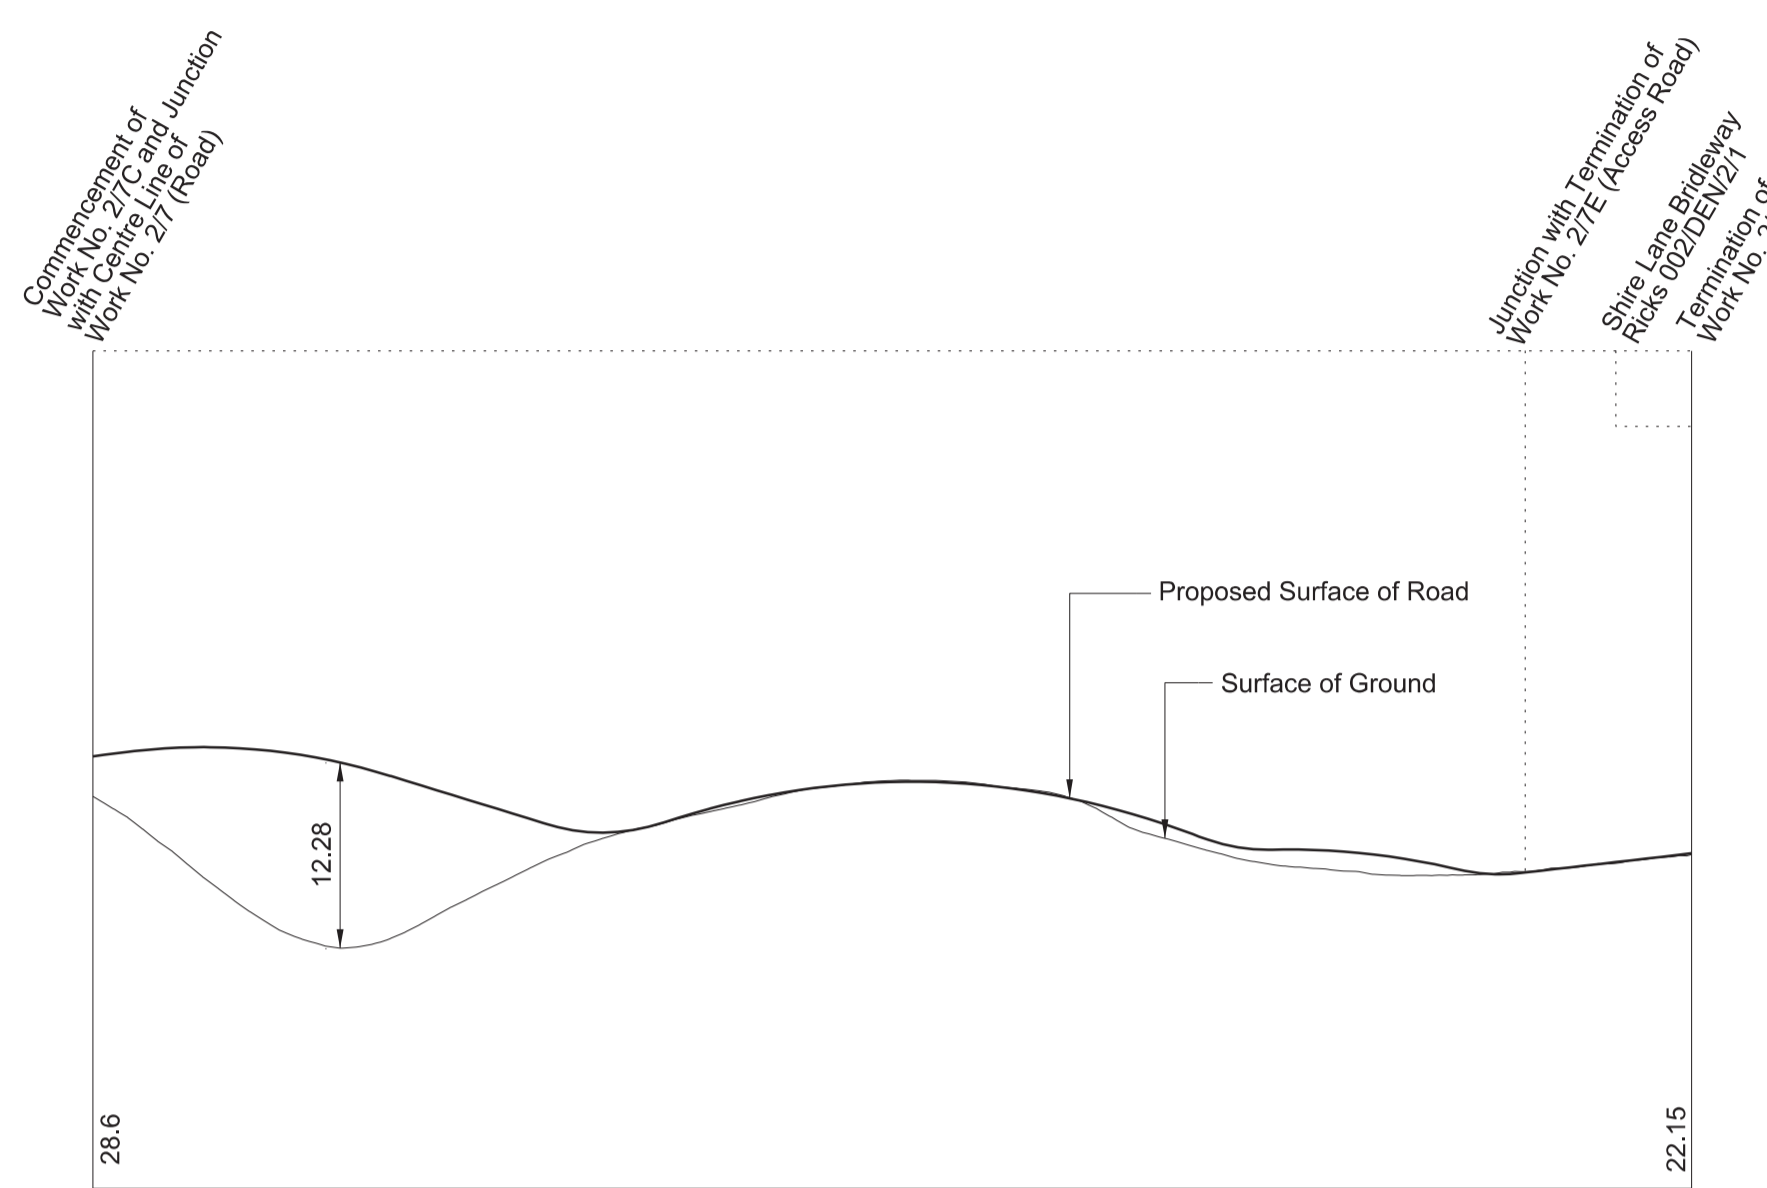 Commencement of
Work No. 2/7C and Junction
with Centre Line of
Work No. 2/7 (Road)
Junction with Termination of
Work No. 2/7E (Access Road)
Shire Lane Bridleway
Ricks 002/DEN/2/1
Termination of
Work No.
Proposed Surface of Road
Surface of Ground
12.28
28.6
22.15